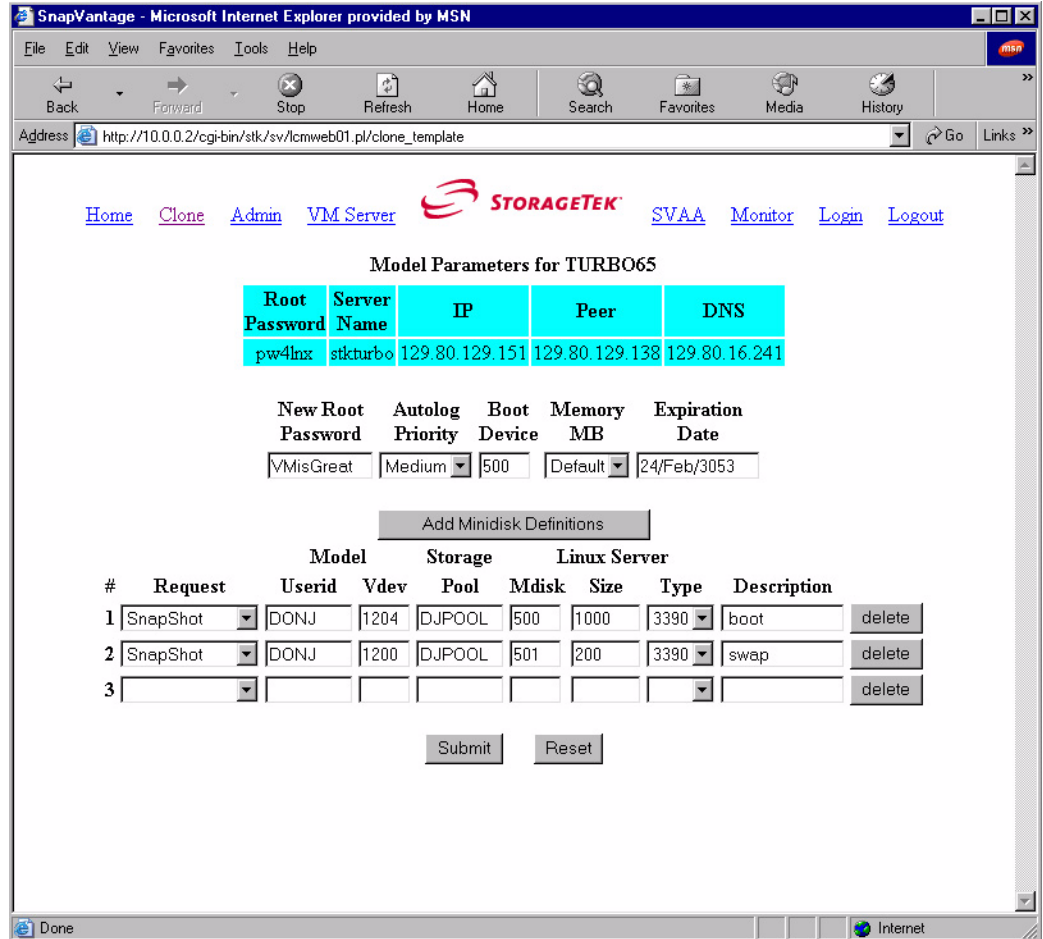 SnapVantage - Microsoft Internet Explorer provided by MSN
File Edit View Favorites Tools Help
msn
Back Forward Stop Refresh Home Search Favorites Media History »
Address http://10.0.0.2/cgi-bin/stk/sv/lcmweb01.pl/clone_template Go Links »
Home Clone Admin VM Server STORAGETEK SVAA Monitor Login Logout
Model Parameters for TURBO65
Root Server
Password Name IP Peer DNS
pw4lnx stkturbo 129.80.129.151 129.80.129.138 129.80.16.241
New Root Autolog Boot Memory Expiration
Password Priority Device MB Date
VMisGreat Medium 500 Default 24/Feb/3053
Add Minidisk Definitions
Model Storage Linux Server
# Request Userid Vdev Pool Mdisk Size Type Description
1 SnapShot DONJ 1204 DJPOOL 500 1000 3390 boot delete
2 SnapShot DONJ 1200 DJPOOL 501 200 3390 swap delete
3 delete
Submit Reset
Done Internet